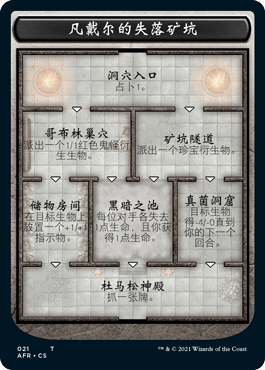 凡戴尔的失落矿坑
洞穴入口
占卜1。
哥布林巢穴
派出一个1/1红色鬼怪衍
生生物。
矿坑隧道
派出一个珍宝衍生物。
储物房间
在目标生物上
放置一个+1/+1
指示物。
黑暗之池
每位对手各失去
1点生命，且你获
得1点生命。
真菌洞窟
目标生物
得-4/-0直到
你的下一个
回合。
杜马松神殿
抓一张牌。
021 T
AFR • CS
™ & © 2021 Wizards of the Coast